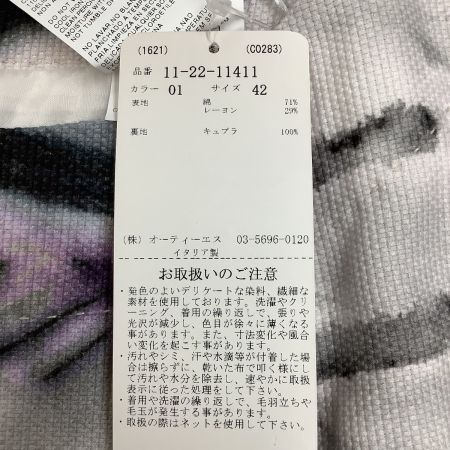 (1621) (C0283)
品番 11-22-11411
カラー 01 サイズ 42
表地 綿 71%
レーヨン 29%
裏地 キュプラ 100%
(株) オーティーエス 03-5696-0120
イタリア製
お取扱いのご注意
・発色のよいデリケートな染料、繊細な
素材を使用しております。洗濯やクリ
ーニング、着用の繰り返しで、張りや
光沢が減少し、色目が徐々に薄くなる
事があります。また、寸法変化や風合
い変化を起こす事があります。
・汚れやシミ、汗や水滴等が付着した場
合は擦らずに、乾いた布で叩く様にし
て汚れや水分を除去し、速やかに取扱
表示に従った処理をして下さい。
・着用や洗濯の繰り返しで、毛羽立ちや
毛玉が発生する事があります。
・取扱の際はネットを使用して下さい。